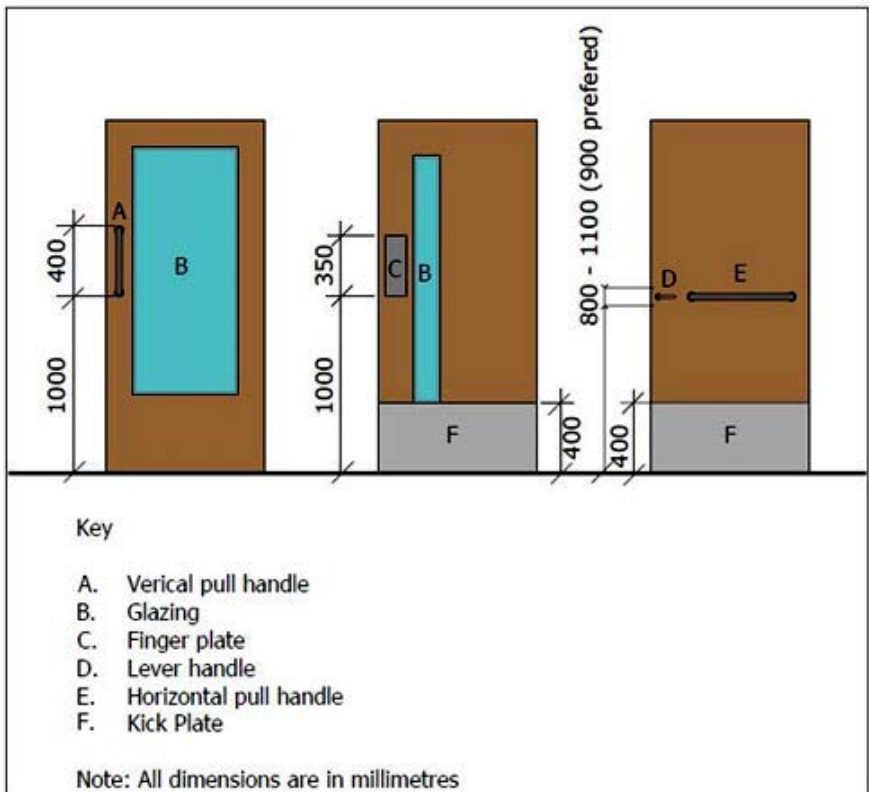 A
B
400
1000
C
B
350
1000
F
400
800 - 1100 (900 prefered)
D
E
400
F
Key
A. Verical pull handle
B. Glazing
C. Finger plate
D. Lever handle
E. Horizontal pull handle
F. Kick Plate
Note: All dimensions are in millimetres